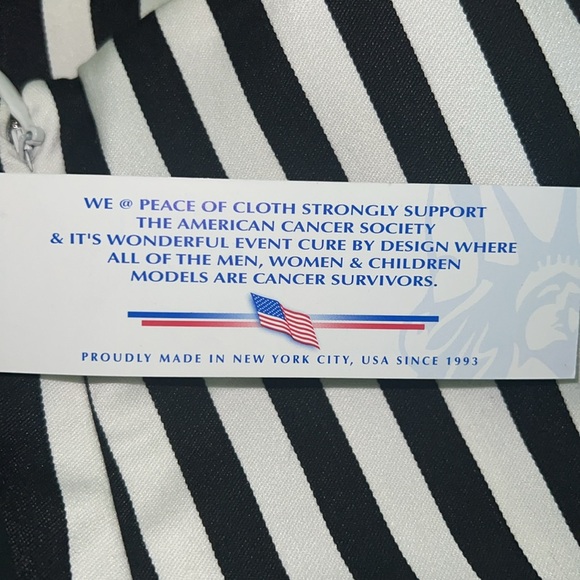 WE @ PEACE OF CLOTH STRONGLY SUPPORT
THE AMERICAN CANCER SOCIETY
& IT'S WONDERFUL EVENT CURE BY DESIGN WHERE
ALL OF THE MEN, WOMEN & CHILDREN
MODELS ARE CANCER SURVIVORS.
PROUDLY MADE IN NEW YORK CITY, USA SINCE 1993